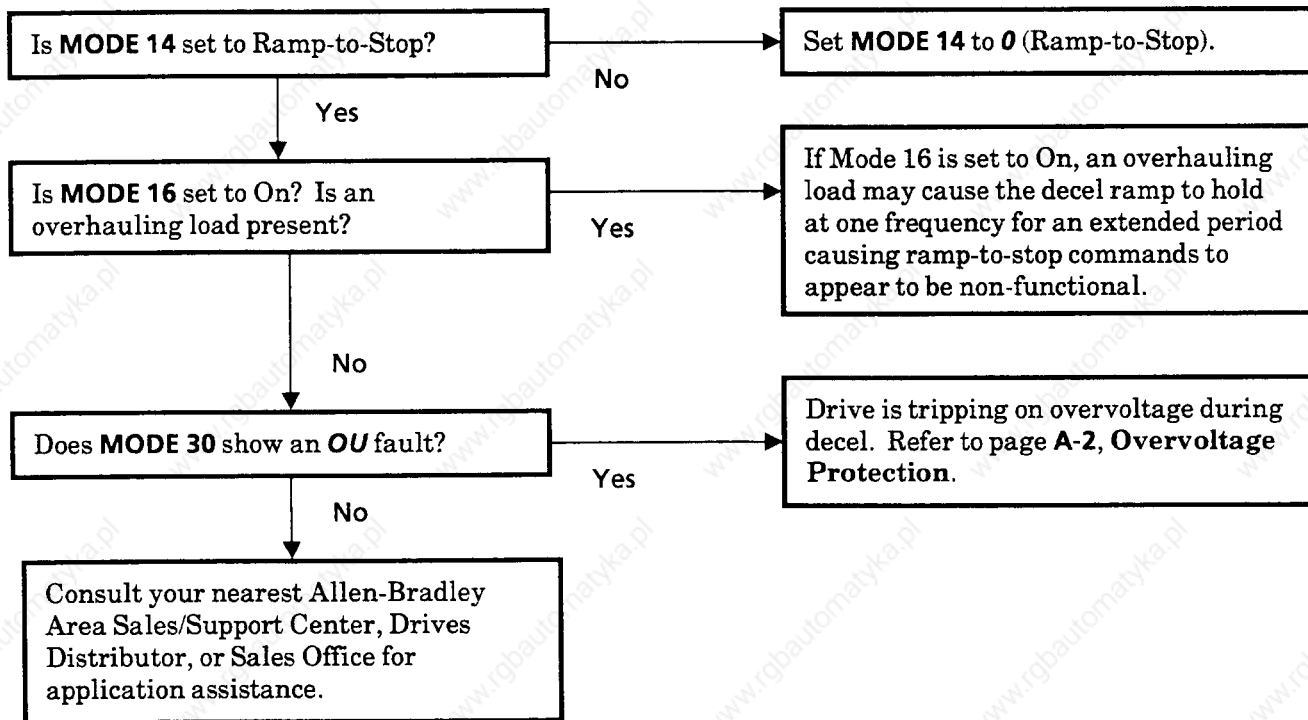 Is MODE 14 set to Ramp-to-Stop?
No
Set MODE 14 to 0 (Ramp-to-Stop).
Yes
Is MODE 16 set to On? Is an
overhauling load present?
Yes
If Mode 16 is set to On, an overhauling
load may cause the decel ramp to hold
at one frequency for an extended period
causing ramp-to-stop commands to
appear to be non-functional.
No
Does MODE 30 show an OU fault?
Yes
Drive is tripping on overvoltage during
decel. Refer to page A-2, Overvoltage
Protection.
No
Consult your nearest Allen-Bradley
Area Sales/Support Center, Drives
Distributor, or Sales Office for
application assistance.
www.rgbautomatyka.pl